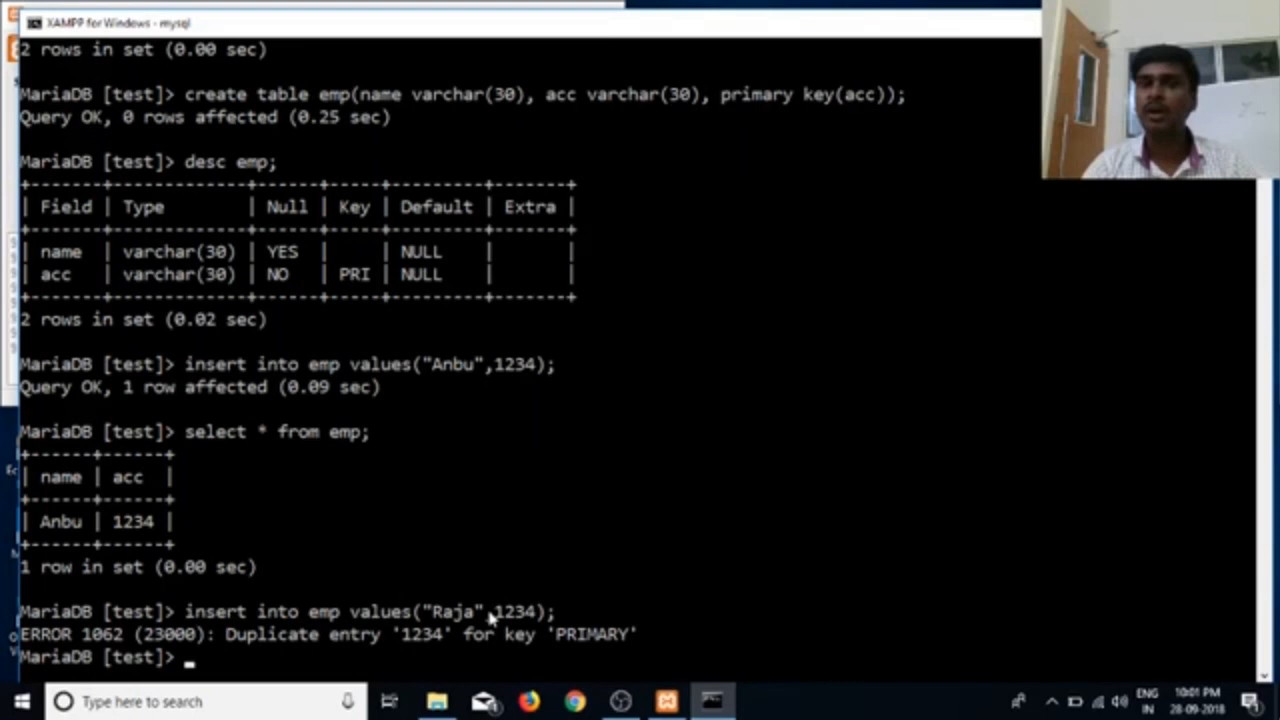 XAMPP for Windows - mysql
2 rows in set (0.00 sec)
MariaDB [test]> create table emp(name varchar(30), acc varchar(30), primary key(acc));
Query OK, 0 rows affected (0.25 sec)
MariaDB [test]> desc emp;
+-------+-------------+------+-----+---------+-------+
| Field | Type | Null | Key | Default | Extra |
+-------+-------------+------+-----+---------+-------+
| name | varchar(30) | YES | | NULL | |
| acc | varchar(30) | NO | PRI | NULL | |
+-------+-------------+------+-----+---------+-------+
2 rows in set (0.02 sec)
MariaDB [test]> insert into emp values("Anbu",1234);
Query OK, 1 row affected (0.09 sec)
MariaDB [test]> select * from emp;
+------+------+
| name | acc |
+------+------+
| Anbu | 1234 |
+------+------+
1 row in set (0.00 sec)
MariaDB [test]> insert into emp values("Raja",1234);
ERROR 1062 (23000): Duplicate entry '1234' for key 'PRIMARY'
MariaDB [test]> _
Type here to search
ENG
IN
10:01 PM
28-09-2018